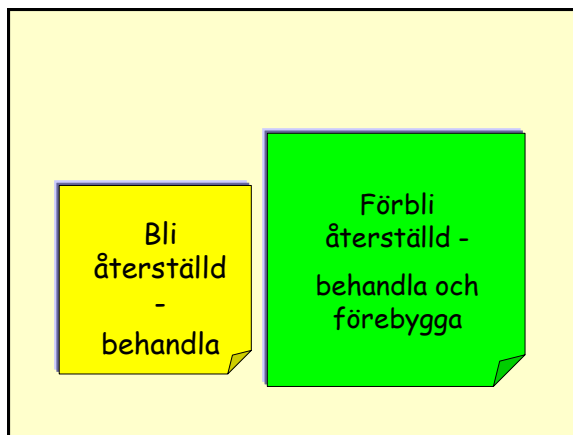 Bli
återställd
-
behandla
Förbli
återställd -
behandla och
förebygga